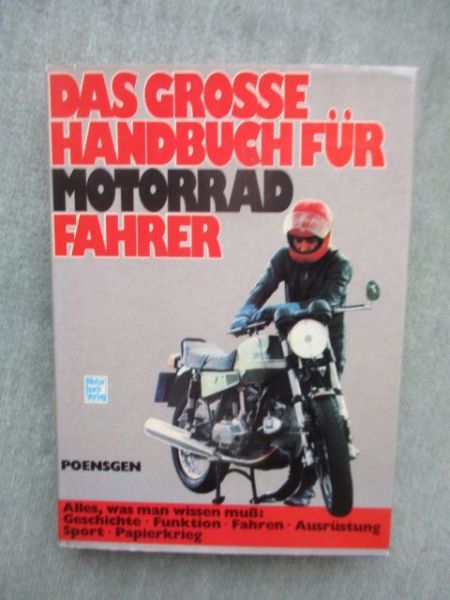 DAS GROSSE
HANDBUCH FÜR
MOTORRAD
FAHRER
Motor
buch
Verlag
POENSGEN
Alles, was man wissen muß:
Geschichte · Funktion · Fahren · Ausrüstung
Sport · Papierkrieg